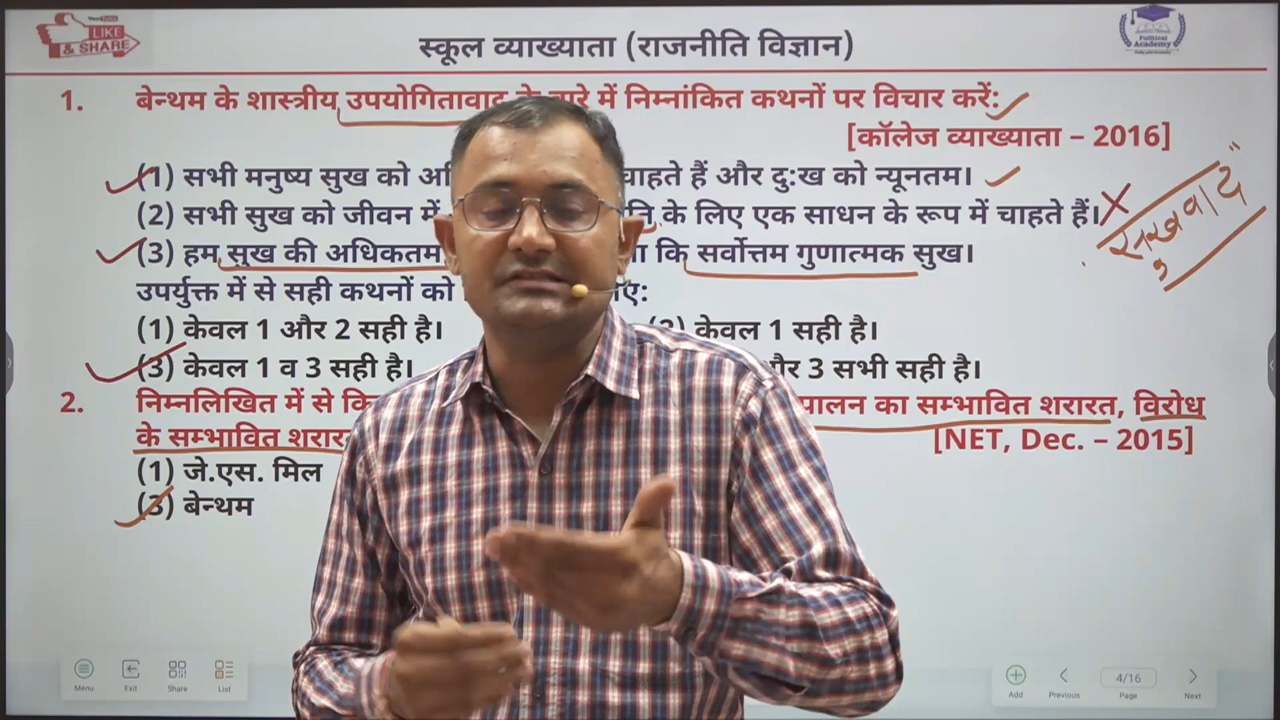 YouTube
LIKE
& SHARE
स्कूल व्याख्याता (राजनीति विज्ञान)
Political
Academy
1. बेन्थम के शास्त्रीय उपयोगितावाद के बारे में निम्नांकित कथनों पर विचार करें:
[कॉलेज व्याख्याता – 2016]
(1) सभी मनुष्य सुख को चाहते हैं और दु:ख को न्यूनतम।
(2) सभी सुख को जीवन में के लिए एक साधन के रूप में चाहते हैं।
सुखवाद
(3) हम सुख की अधिकतम कि सर्वोत्तम गुणात्मक सुख।
उपर्युक्त में से सही कथनों को
(1) केवल 1 और 2 सही है। (2) केवल 1 सही है।
(3) केवल 1 व 3 सही है। और 3 सभी सही है।
2. निम्नलिखित में से पालन का सम्भावित शरारत, विरोध
के सम्भावित [NET, Dec. – 2015]
(1) जे.एस. मिल
(3) बेन्थम
Menu Exit Share List Add Previous 4/16 Page Next